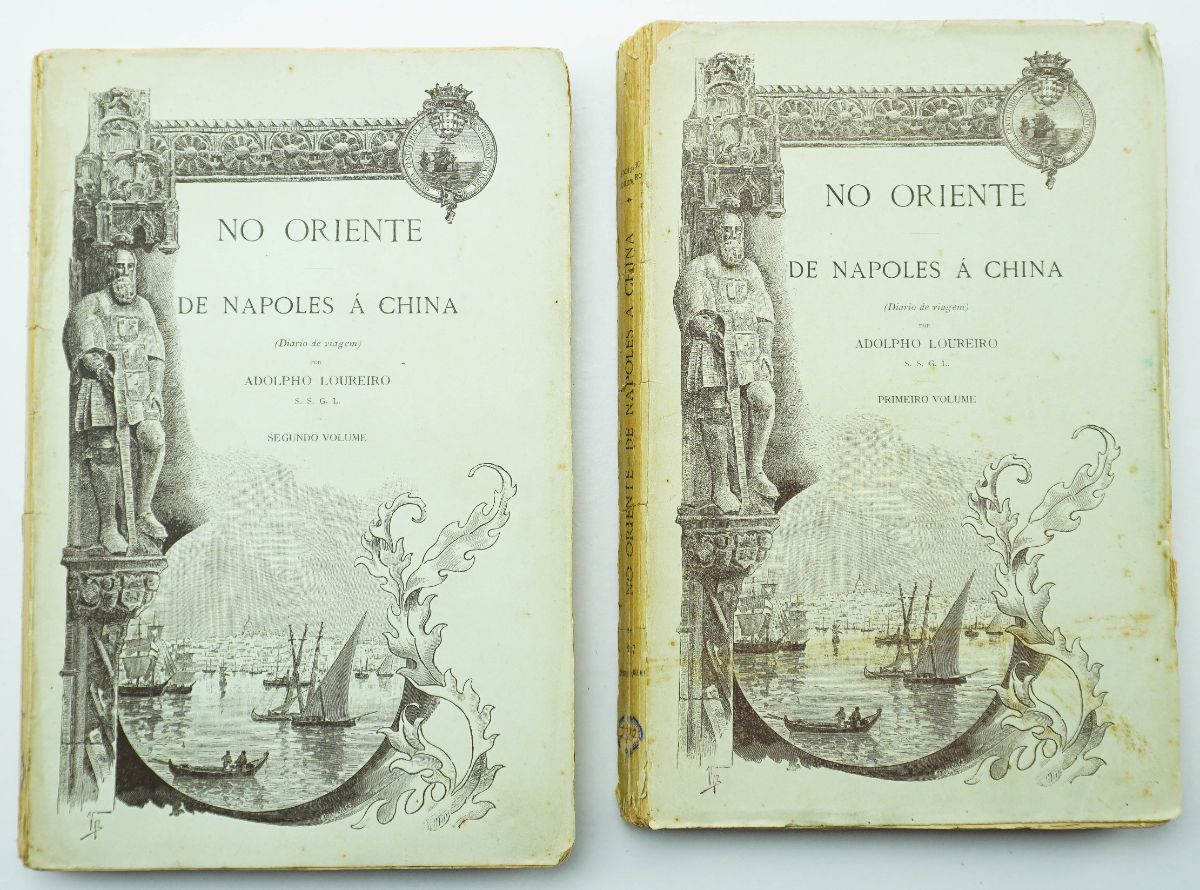 NO ORIENTE
DE NAPOLES Á CHINA
(Diario de viagem)
POR
ADOLPHO LOUREIRO
S. S. G. L.
SEGUNDO VOLUME
NO ORIENTE DE NAPOLES A CHINA
NO ORIENTE
DE NAPOLES Á CHINA
(Diario de viagem)
POR
ADOLPHO LOUREIRO
S. S. G. L.
PRIMEIRO VOLUME